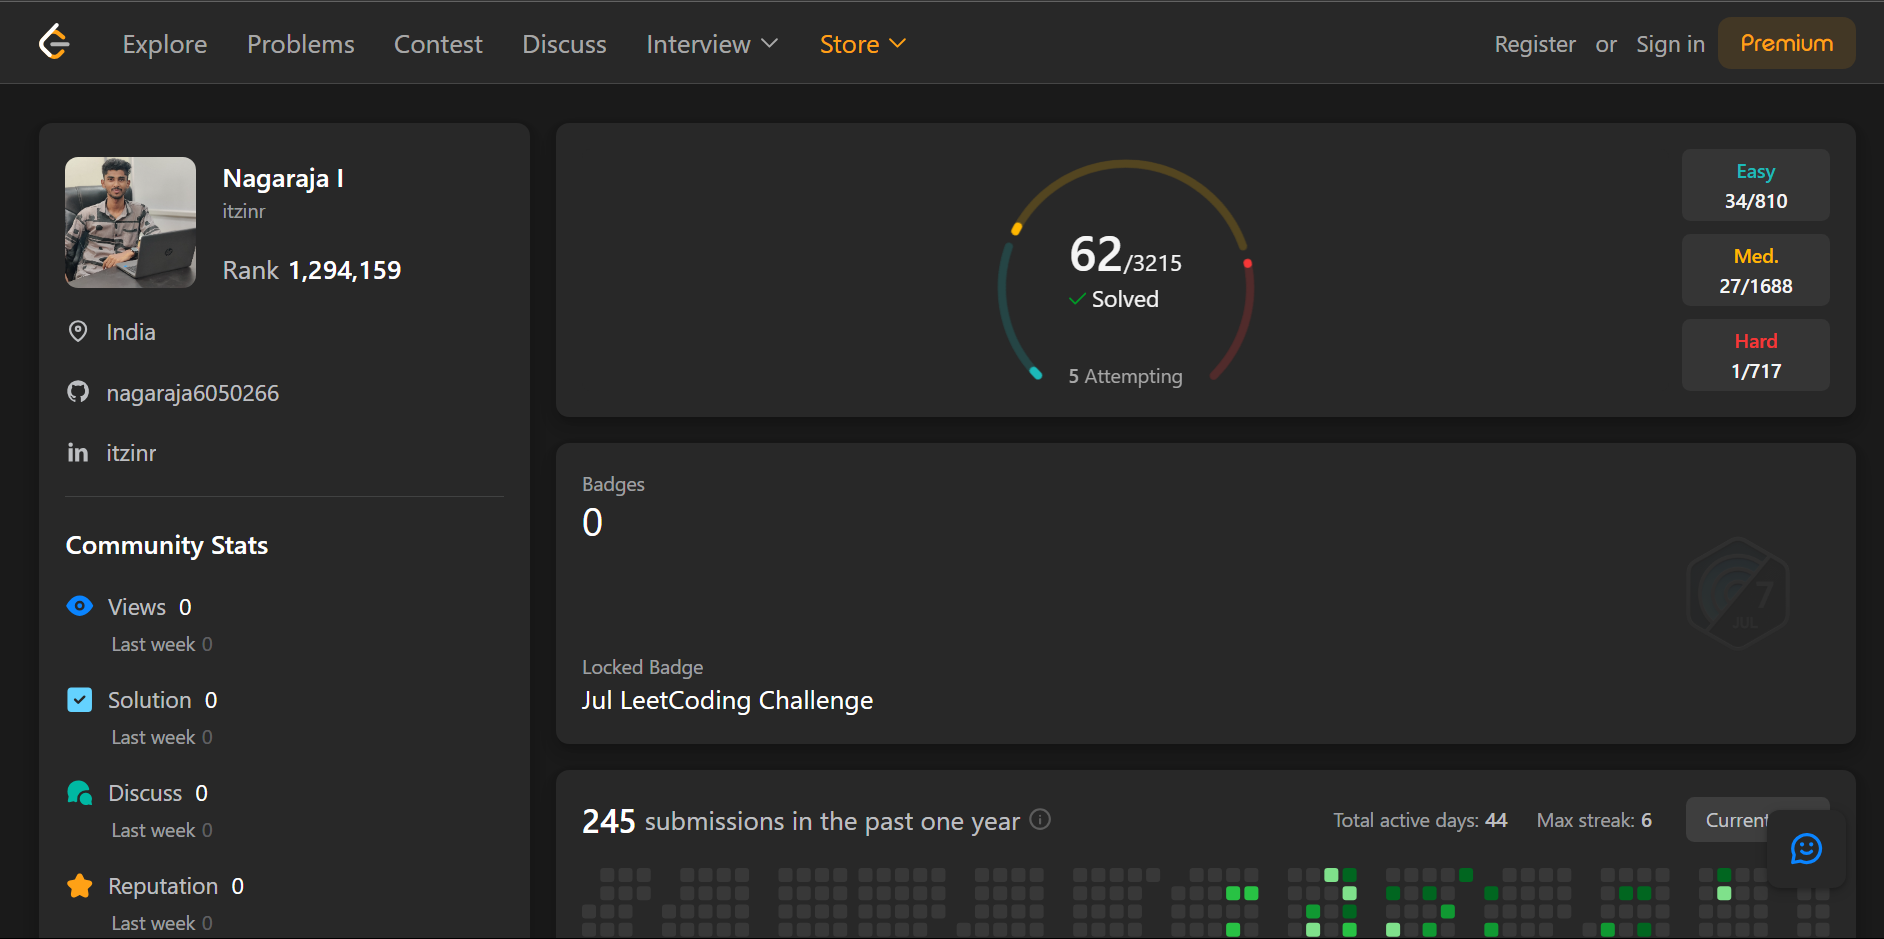 Explore Problems Contest Discuss Interview Store Register or Sign in Premium
Nagaraja I
itzinr
Rank 1,294,159
India
nagaraja6050266
itzinr
Community Stats
Views 0
Last week 0
Solution 0
Last week 0
Discuss 0
Last week 0
Reputation 0
Last week 0
62/3215
Solved
5 Attempting
Easy
34/810
Med.
27/1688
Hard
1/717
Badges
0
7
JUL
Locked Badge
Jul LeetCoding Challenge
245 submissions in the past one year Total active days: 44 Max streak: 6 Current